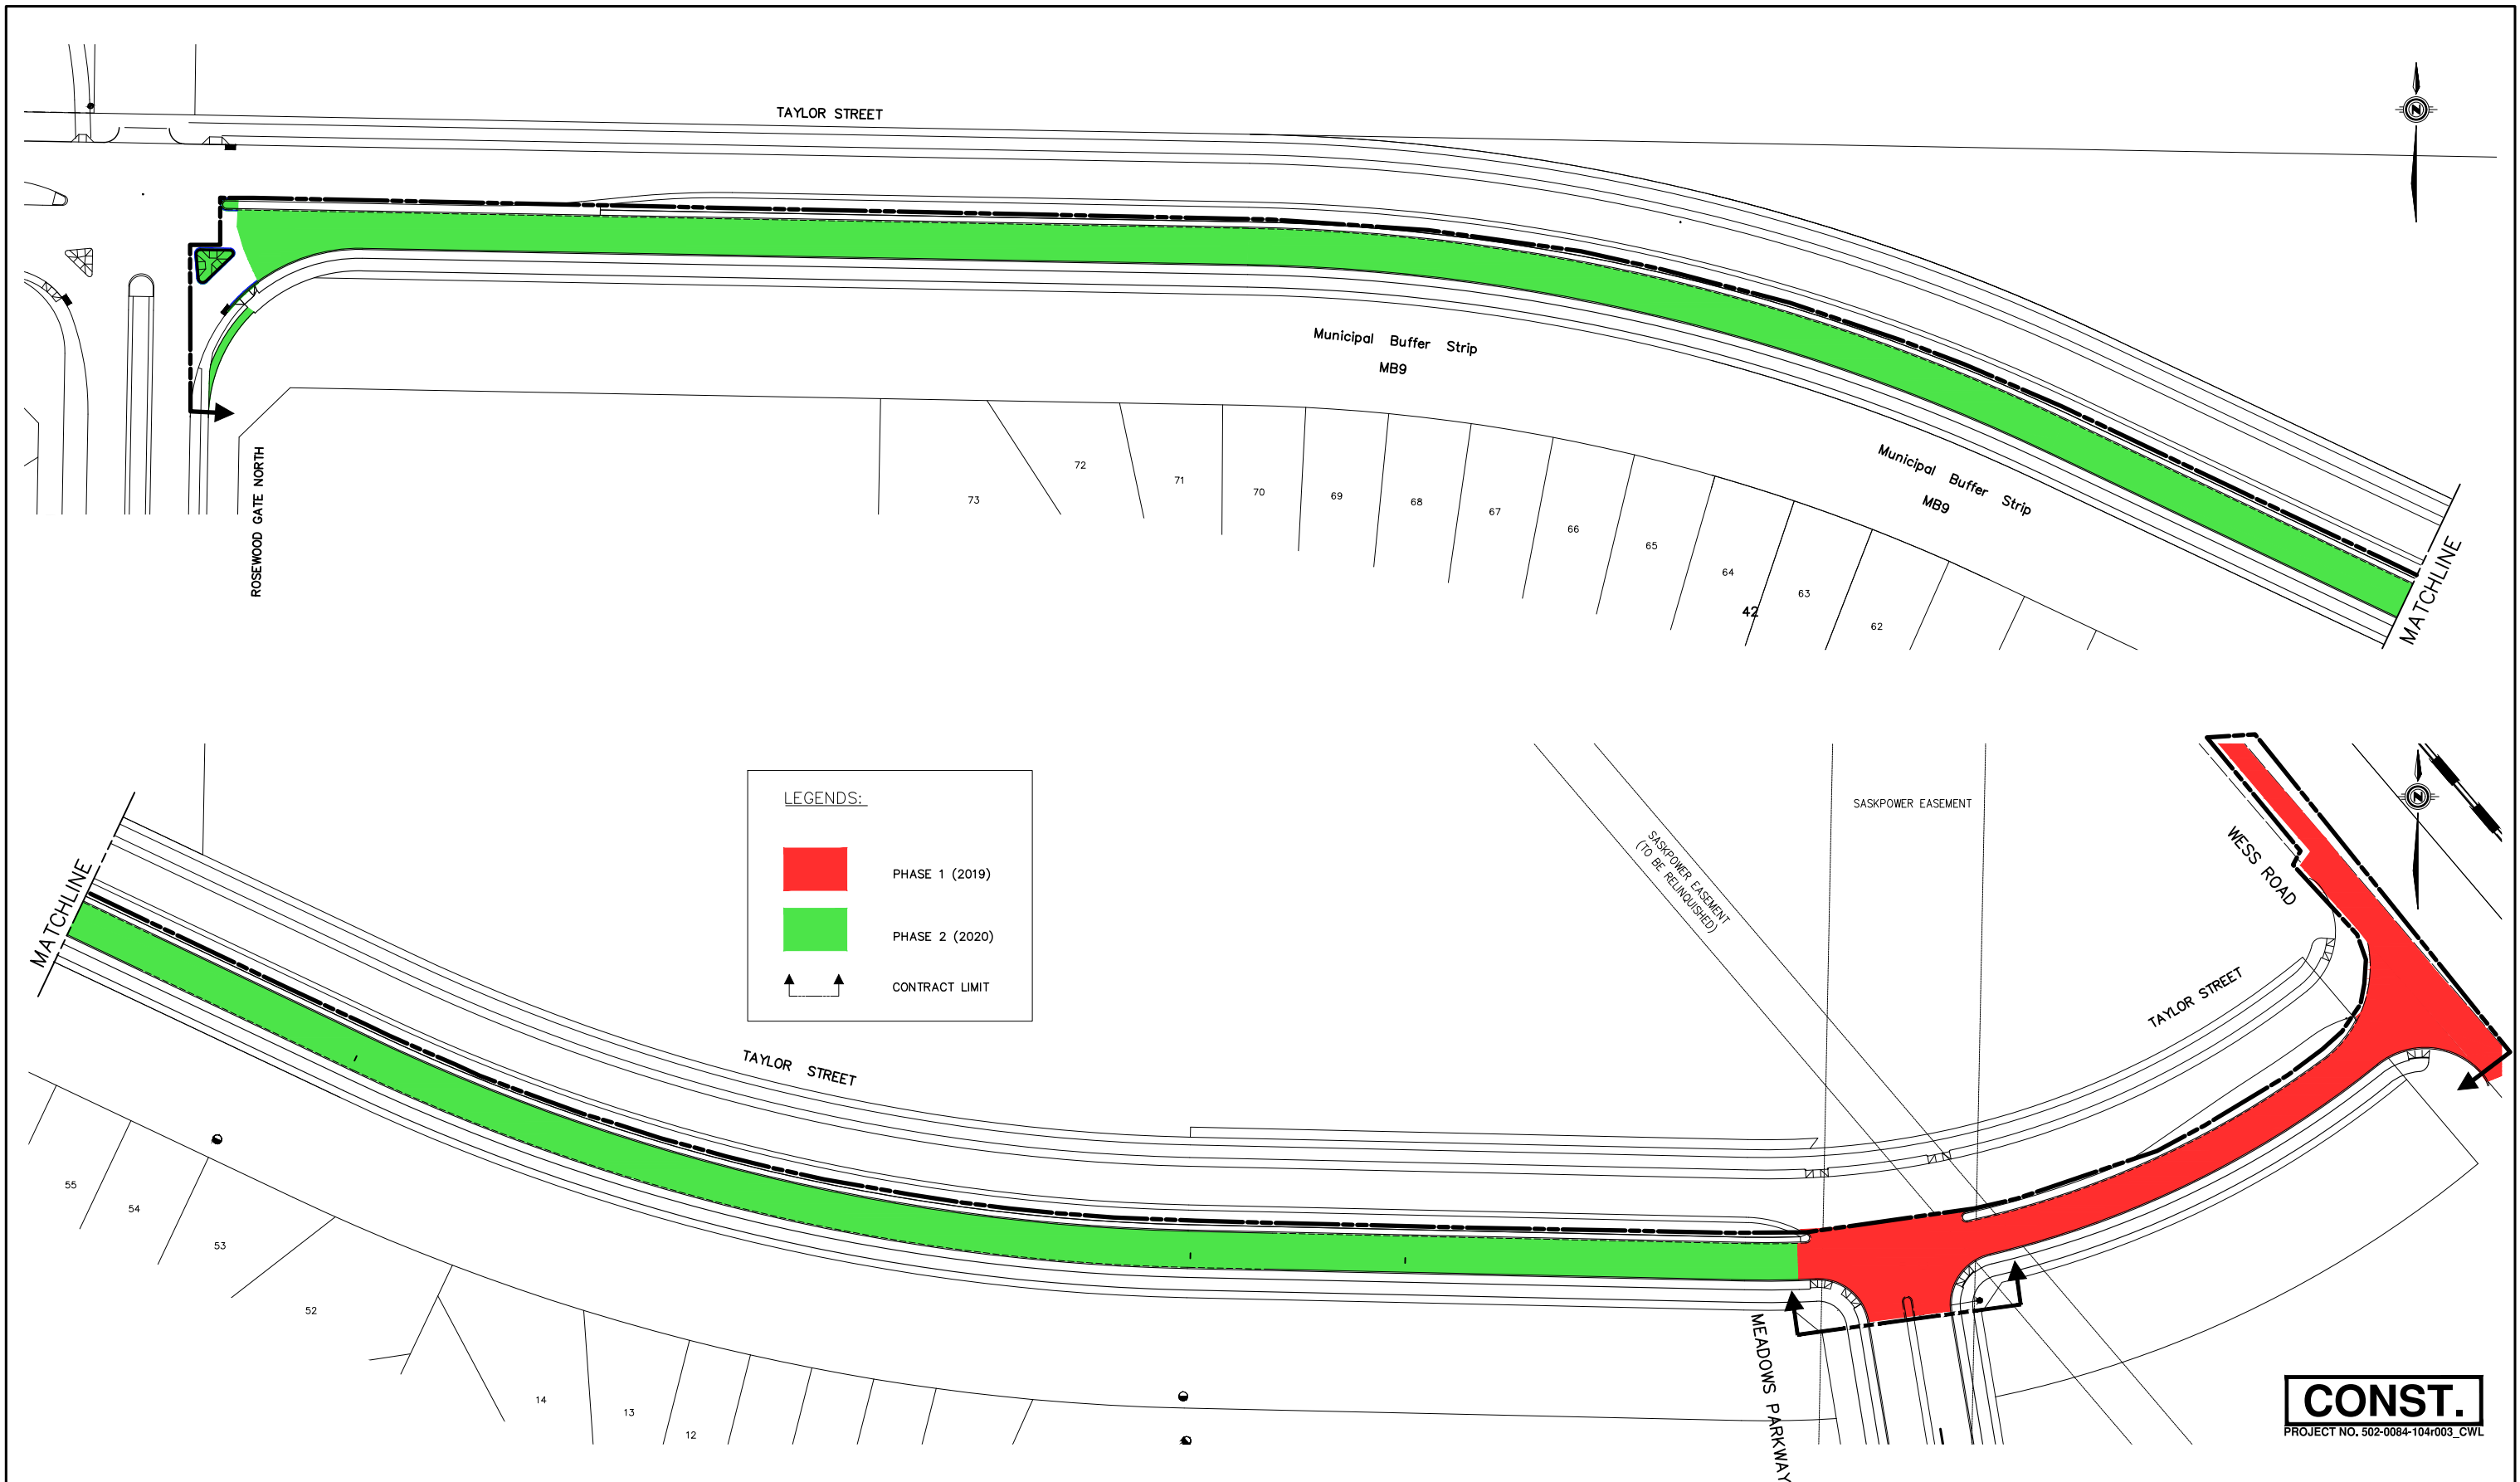 TAYLOR STREET
N
Municipal Buffer Strip
MB9
Municipal Buffer Strip
MB9
ROSEWOOD GATE NORTH
73
72
71
70
69
68
67
66
65
64
63
62
42
MATCHLINE
MATCHLINE
LEGENDS:
PHASE 1 (2019)
PHASE 2 (2020)
CONTRACT LIMIT
SASKPOWER EASEMENT
(TO BE RELINQUISHED)
SASKPOWER EASEMENT
N
WESS ROAD
TAYLOR STREET
TAYLOR STREET
MEADOWS PARKWAY
55
54
53
52
14
13
12
CONST.
PROJECT NO. 502-0084-104r003_CWL